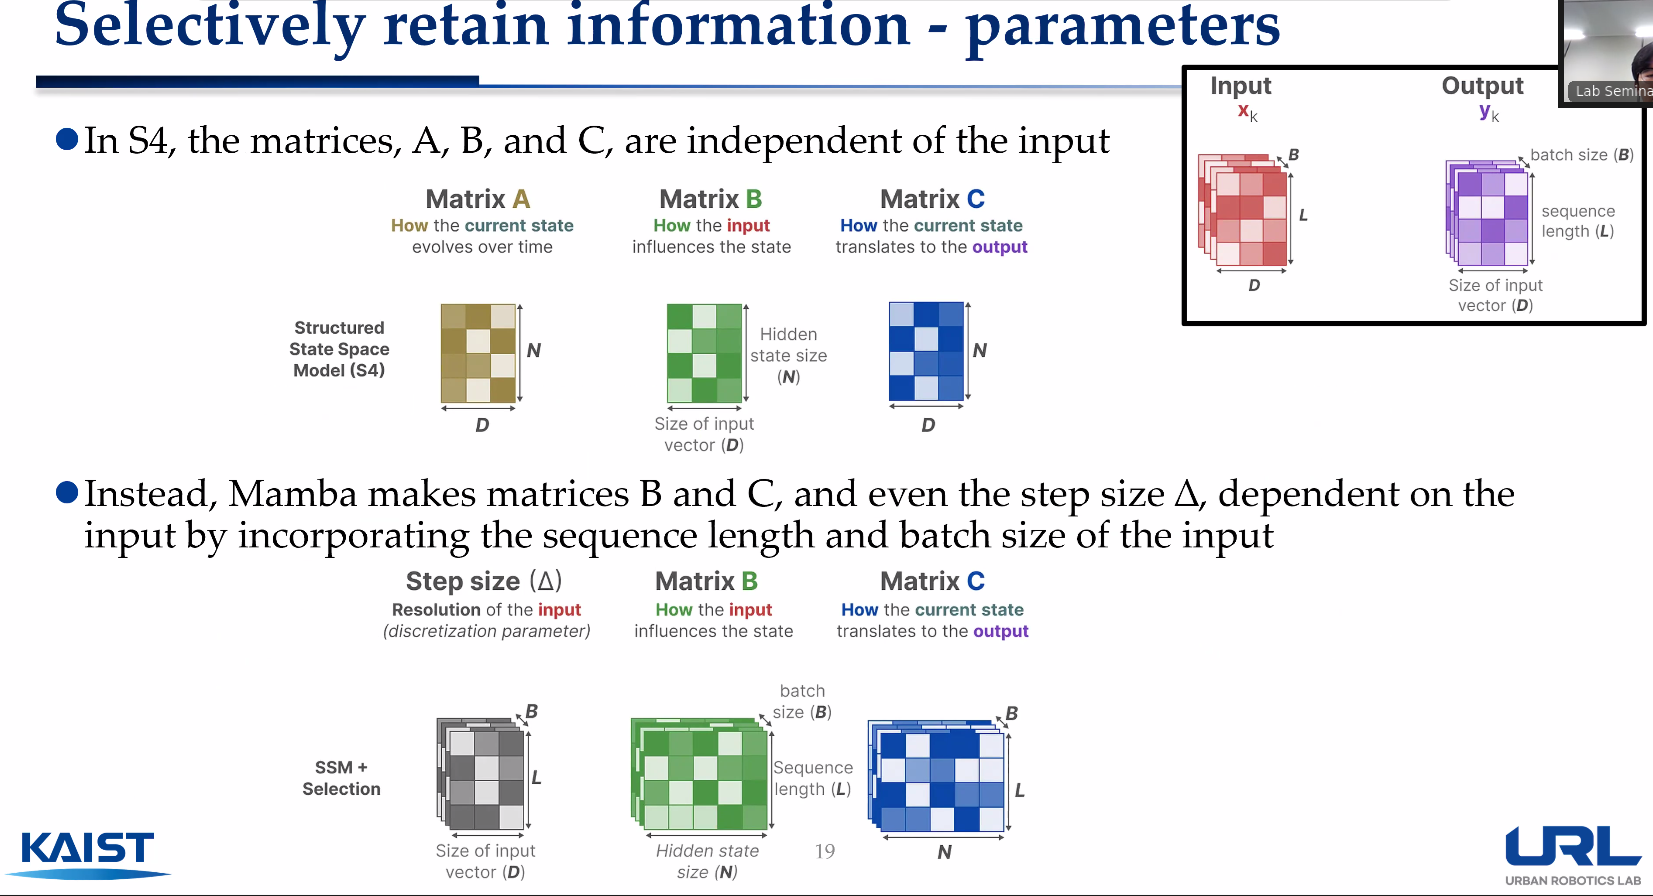 Selectively retain information - parameters
Lab Semina
Input
x_k
Output
y_k
B
L
D
batch size (B)
sequence
length (L)
Size of input
vector (D)
● In S4, the matrices, A, B, and C, are independent of the input
Matrix A
How the current state
evolves over time
Matrix B
How the input
influences the state
Matrix C
How the current state
translates to the output
Structured
State Space
Model (S4)
N
D
Hidden
state size
(N)
Size of input
vector (D)
N
D
● Instead, Mamba makes matrices B and C, and even the step size Δ, dependent on the
input by incorporating the sequence length and batch size of the input
Step size (Δ)
Resolution of the input
(discretization parameter)
Matrix B
How the input
influences the state
Matrix C
How the current state
translates to the output
SSM +
Selection
B
L
Size of input
vector (D)
batch
size (B)
Sequence
length (L)
Hidden state
size (N)
B
L
N
19
KAIST
URL
URBAN ROBOTICS LAB